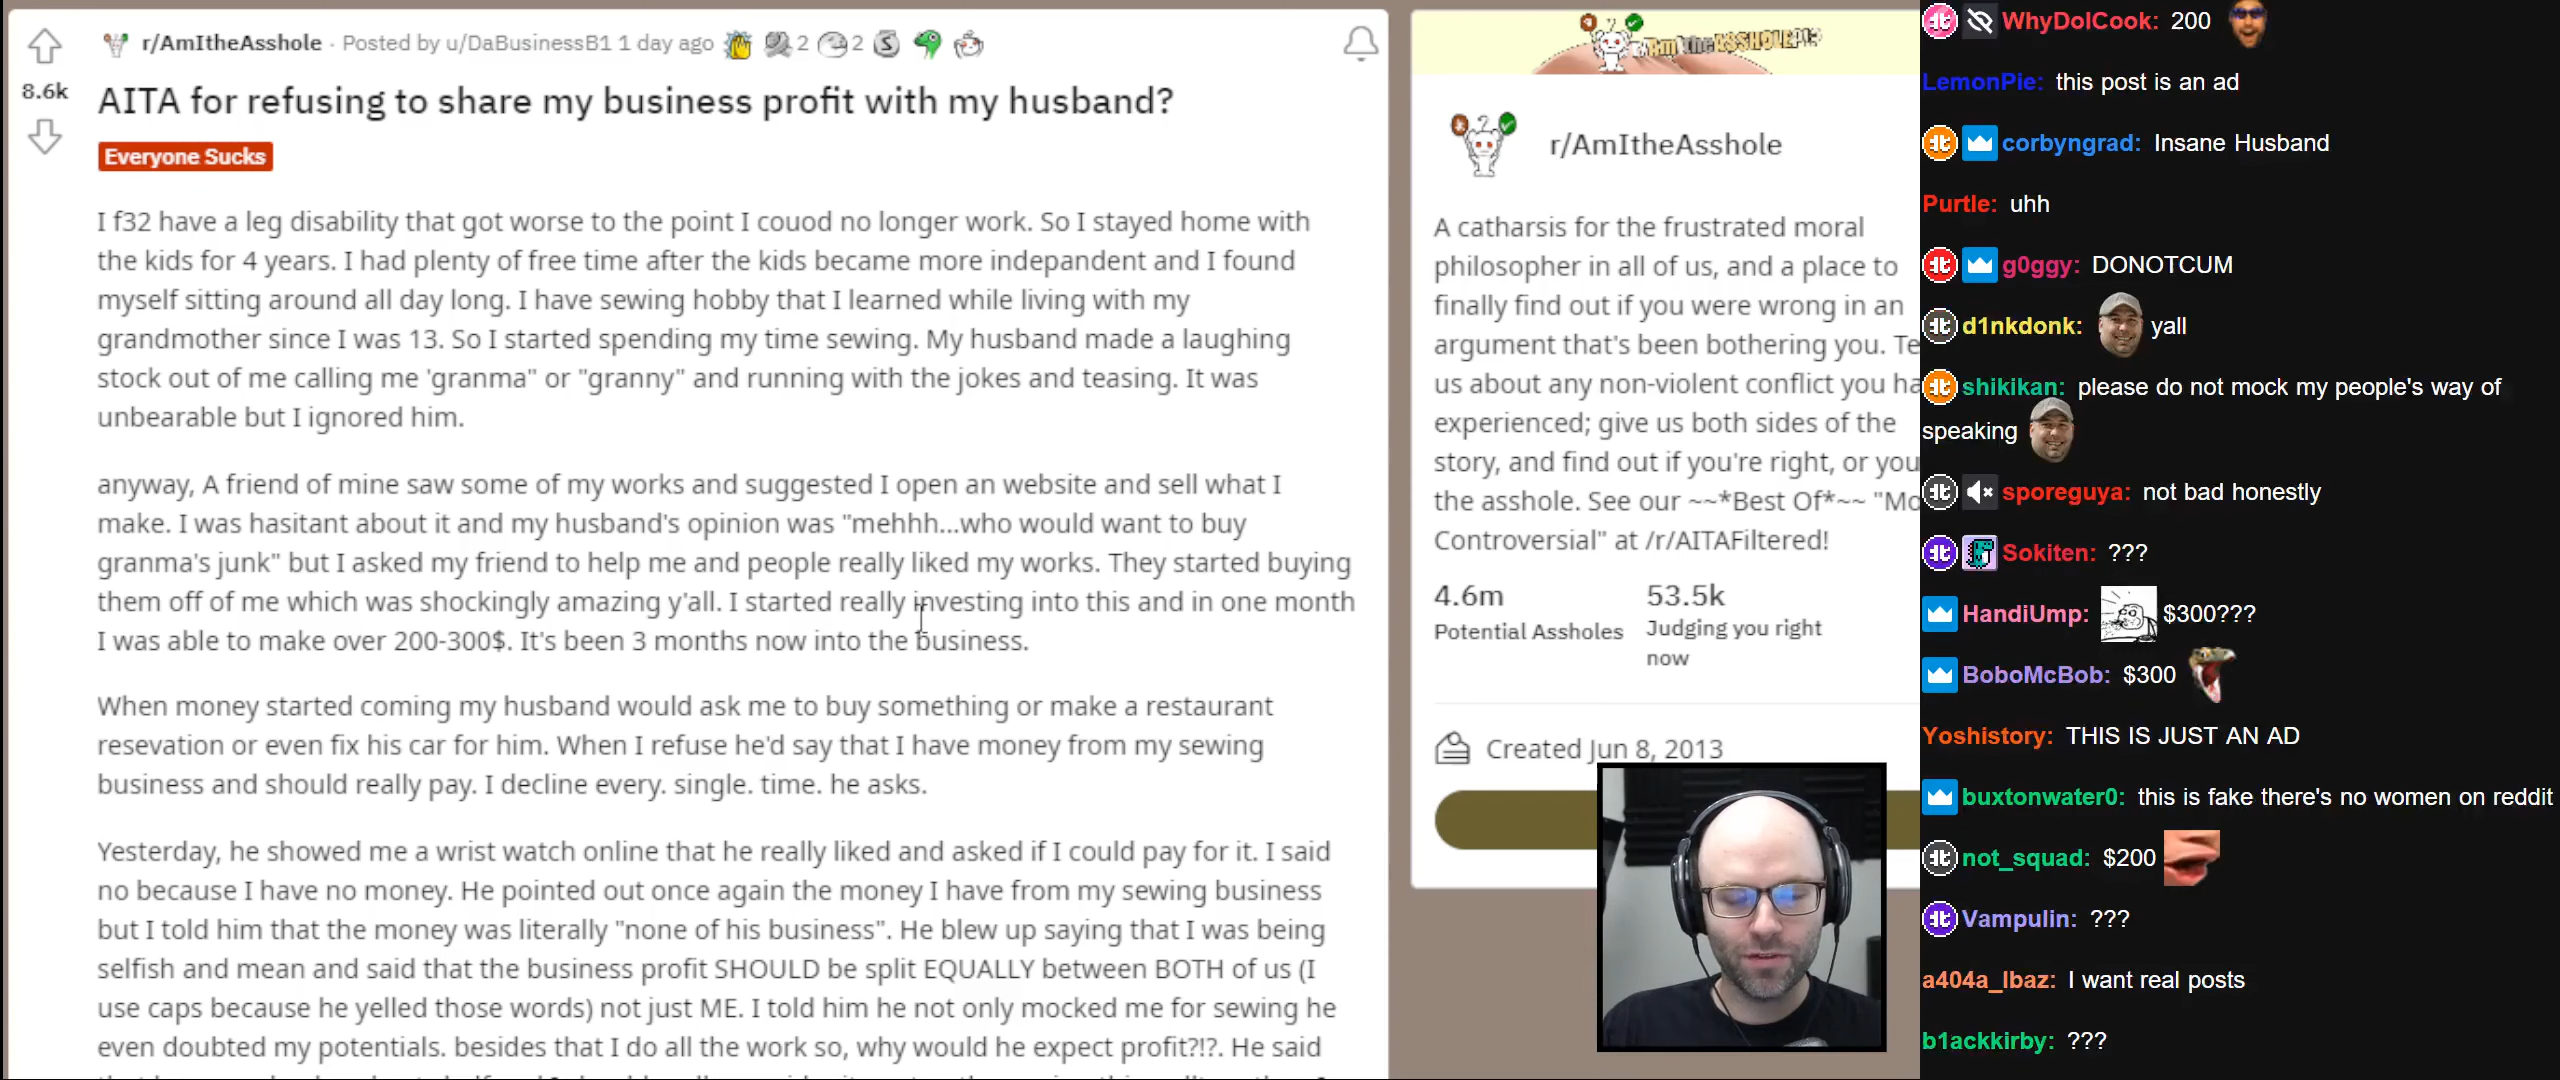 r/AmItheAsshole · Posted by u/DaBusinessB1 1 day ago 2 2
8.6k
AITA for refusing to share my business profit with my husband?
Everyone Sucks
I f32 have a leg disability that got worse to the point I couod no longer work. So I stayed home with
the kids for 4 years. I had plenty of free time after the kids became more independant and I found
myself sitting around all day long. I have sewing hobby that I learned while living with my
grandmother since I was 13. So I started spending my time sewing. My husband made a laughing
stock out of me calling me 'granma" or "granny" and running with the jokes and teasing. It was
unbearable but I ignored him.
anyway, A friend of mine saw some of my works and suggested I open an website and sell what I
make. I was hasitant about it and my husband's opinion was "mehhh...who would want to buy
granma's junk" but I asked my friend to help me and people really liked my works. They started buying
them off of me which was shockingly amazing y'all. I started really investing into this and in one month
I was able to make over 200-300$. It's been 3 months now into the business.
When money started coming my husband would ask me to buy something or make a restaurant
resevation or even fix his car for him. When I refuse he'd say that I have money from my sewing
business and should really pay. I decline every. single. time. he asks.
Yesterday, he showed me a wrist watch online that he really liked and asked if I could pay for it. I said
no because I have no money. He pointed out once again the money I have from my sewing business
but I told him that the money was literally "none of his business". He blew up saying that I was being
selfish and mean and said that the business profit SHOULD be split EQUALLY between BOTH of us (I
use caps because he yelled those words) not just ME. I told him he not only mocked me for sewing he
even doubted my potentials. besides that I do all the work so, why would he expect profit?!?. He said
Am the ASSHOLE
r/AmItheAsshole
A catharsis for the frustrated moral
philosopher in all of us, and a place to
finally find out if you were wrong in an
argument that's been bothering you. Te
us about any non-violent conflict you ha
experienced; give us both sides of the
story, and find out if you're right, or you
the asshole. See our ~~*Best Of*~~ "Mo
Controversial" at /r/AITAFiltered!
4.6m 53.5k
Potential Assholes Judging you right
now
Created Jun 8, 2013
WhyDoICook: 200
LemonPie: this post is an ad
corbyngrad: Insane Husband
Purtle: uhh
g0ggy: DONOTCUM
d1nkdonk: yall
shikikan: please do not mock my people's way of
speaking
sporeguya: not bad honestly
Sokiten: ???
HandiUmp: $300???
BoboMcBob: $300
Yoshistory: THIS IS JUST AN AD
buxtonwater0: this is fake there's no women on reddit
not_squad: $200
Vampulin: ???
a404a_lbaz: I want real posts
b1ackkirby: ???